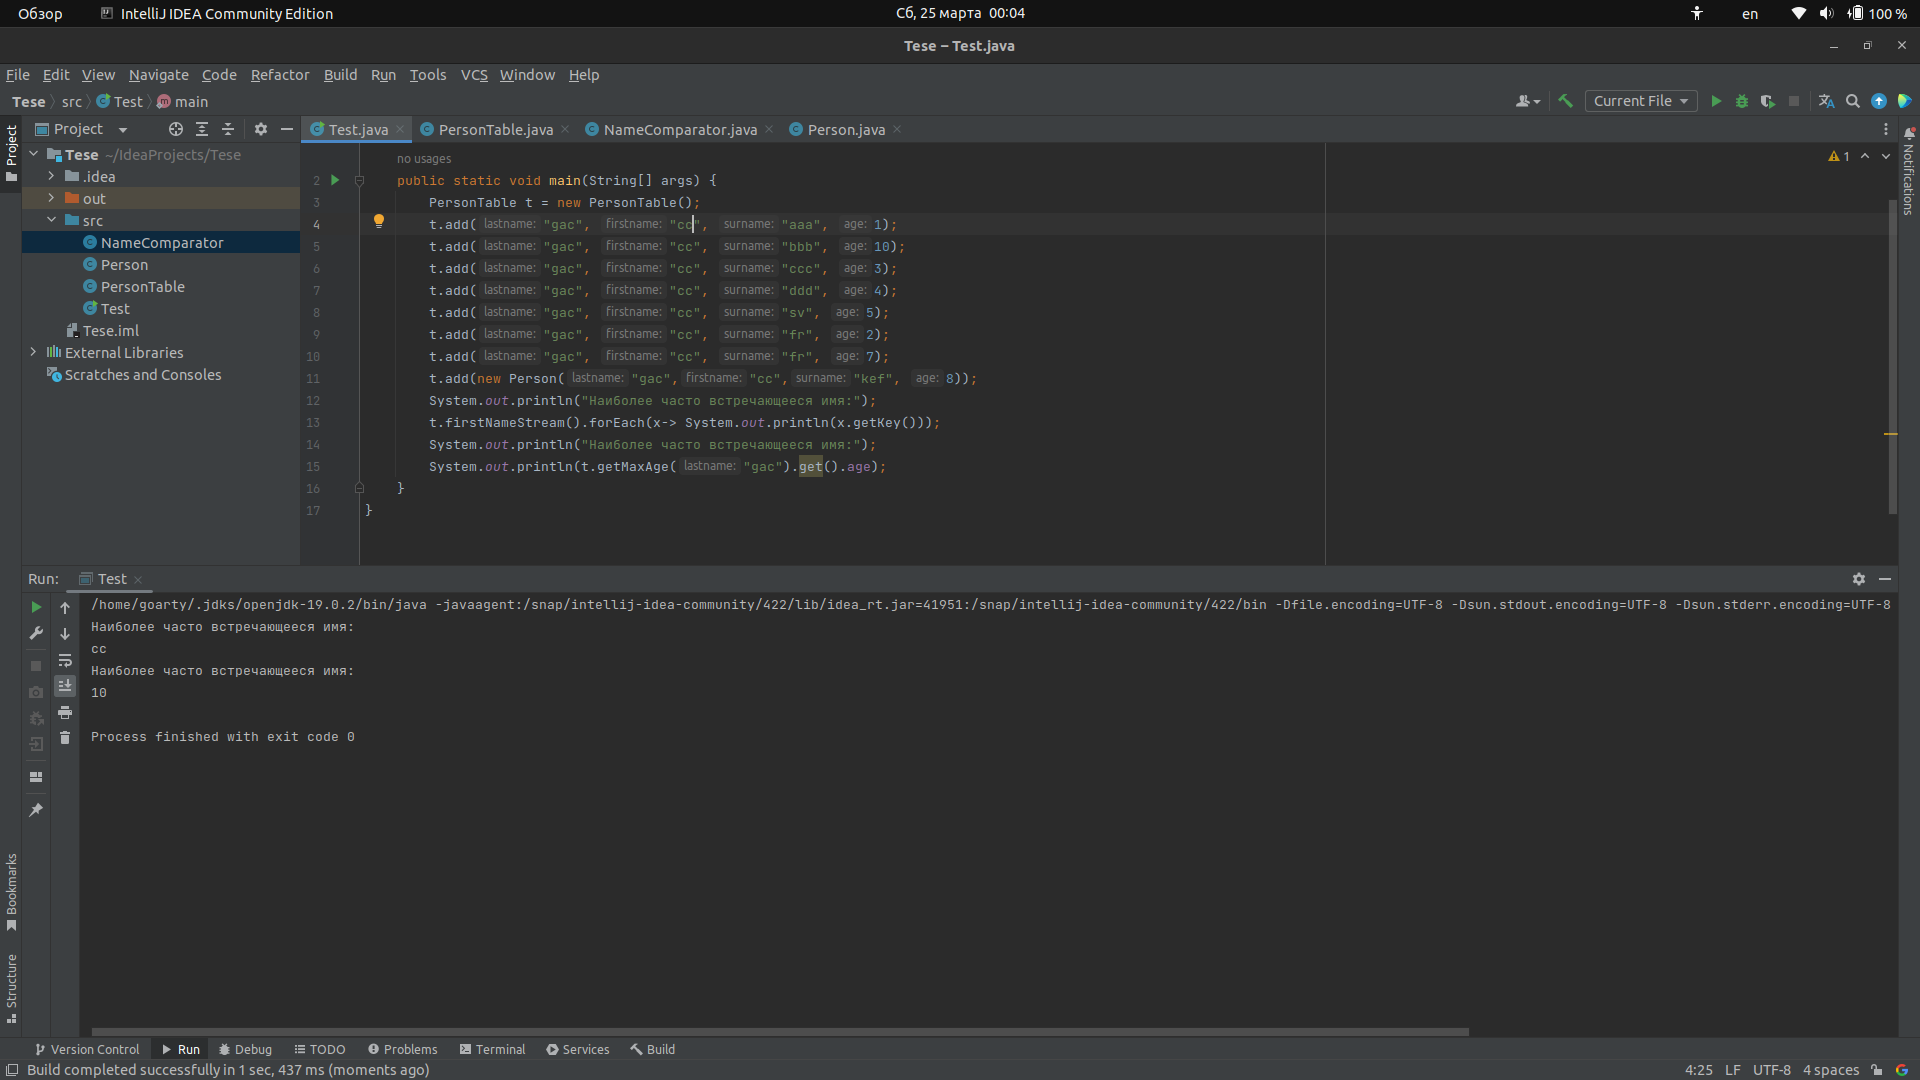 Обзор IntelliJ IDEA Community Edition Сб, 25 марта 00:04 en 100 %
Tese – Test.java
File Edit View Navigate Code Refactor Build Run Tools VCS Window Help
Tese src Test main Current File
Project
Project
Test.java PersonTable.java NameComparator.java Person.java
Notifications
Tese ~/IdeaProjects/Tese
.idea
out
src
NameComparator
Person
PersonTable
Test
Tese.iml
External Libraries
Scratches and Consoles
no usages
1
2 public static void main(String[] args) {
3 PersonTable t = new PersonTable();
4 t.add( lastname: "gac", firstname: "cc", surname: "aaa", age: 1);
5 t.add( lastname: "gac", firstname: "cc", surname: "bbb", age: 10);
6 t.add( lastname: "gac", firstname: "cc", surname: "ccc", age: 3);
7 t.add( lastname: "gac", firstname: "cc", surname: "ddd", age: 4);
8 t.add( lastname: "gac", firstname: "cc", surname: "sv", age: 5);
9 t.add( lastname: "gac", firstname: "cc", surname: "fr", age: 2);
10 t.add( lastname: "gac", firstname: "cc", surname: "fr", age: 7);
11 t.add(new Person( lastname: "gac", firstname: "cc", surname: "kef", age: 8));
12 System.out.println("Наиболее часто встречающееся имя:");
13 t.firstNameStream().forEach(x-> System.out.println(x.getKey()));
14 System.out.println("Наиболее часто встречающееся имя:");
15 System.out.println(t.getMaxAge( lastname: "gac").get().age);
16 }
17 }
Run: Test
/home/goarty/.jdks/openjdk-19.0.2/bin/java -javaagent:/snap/intellij-idea-community/422/lib/idea_rt.jar=41951:/snap/intellij-idea-community/422/bin -Dfile.encoding=UTF-8 -Dsun.stdout.encoding=UTF-8 -Dsun.stderr.encoding=UTF-8
Наиболее часто встречающееся имя:
cc
Наиболее часто встречающееся имя:
10
Process finished with exit code 0
Bookmarks
Structure
Version Control Run Debug TODO Problems Terminal Services Build
Build completed successfully in 1 sec, 437 ms (moments ago) 4:25 LF UTF-8 4 spaces